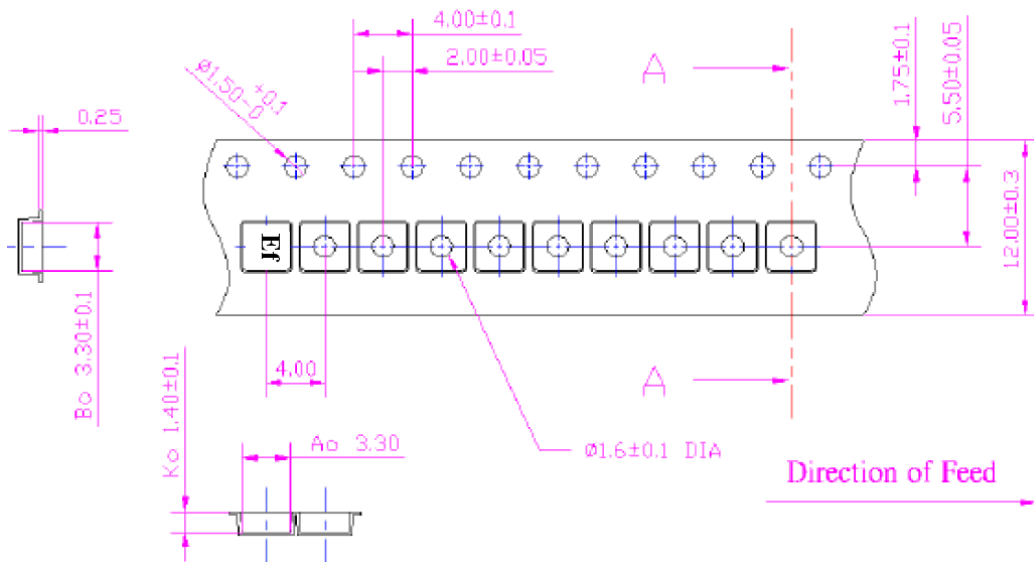 4.00±0.1
2.00±0.05
A
1.75±0.1
5.50±0.05
Ø1.50 +0.1 -0
0.25
12.00±0.3
Ef
Bo 3.30±0.1
4.00
A
Ko 1.40±0.1
Ao 3.30
Ø1.6±0.1 DIA
Direction of Feed